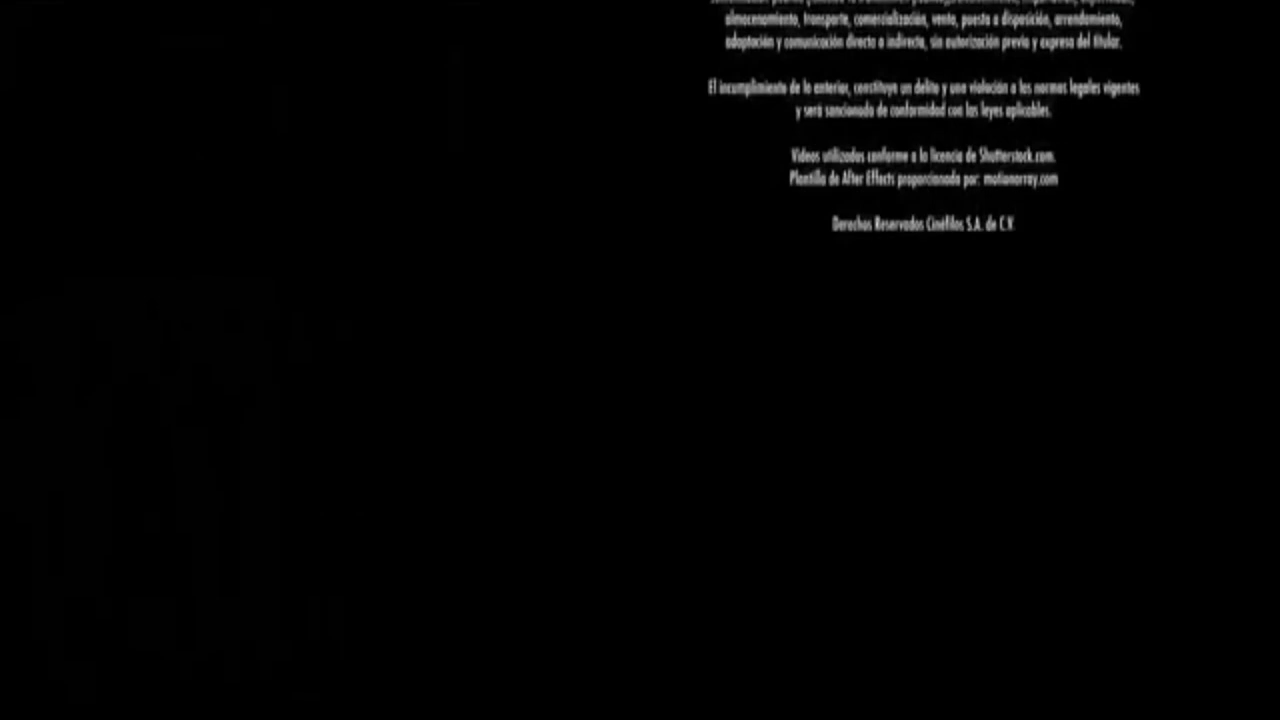 almacenamiento, transporte, comercialización, venta, puesta a disposición, arrendamiento,
adaptación y comunicación directa o indirecta, sin autorización previa y expresa del titular.
El incumplimiento de lo anterior, constituye un delito y una violación a las normas legales vigentes
y será sancionada de conformidad con las leyes aplicables.
Videos utilizados conforme a la licencia de Shutterstock.com.
Plantilla de After Effects proporcionada por: motionarray.com
Derechos Reservados Cinéfilos S.A. de C.V.